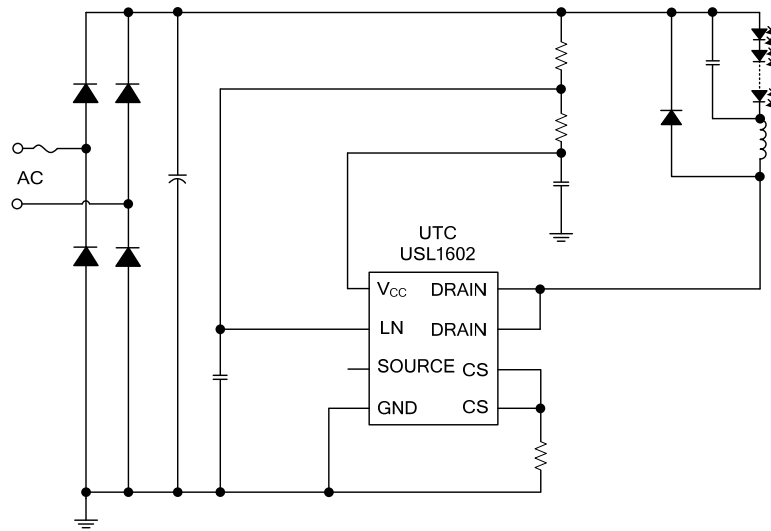 AC
UTC
USL1602
VCC DRAIN
LN DRAIN
SOURCE CS
GND CS